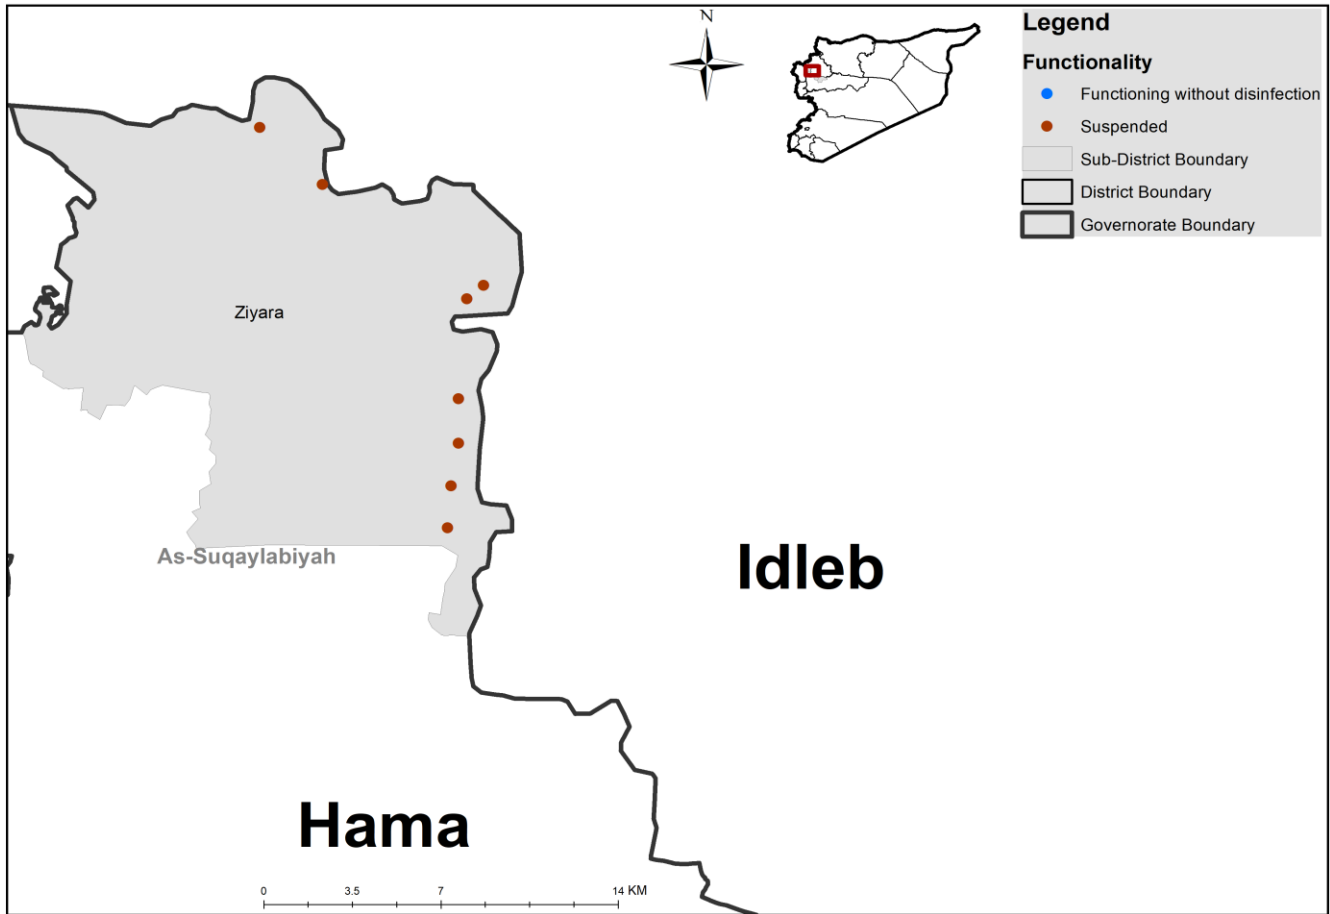 N
Legend
Functionality
Functioning without disinfection
Suspended
Sub-District Boundary
District Boundary
Governorate Boundary
Ziyara
As-Suqaylabiyah
Idleb
Hama
0 3.5 7 14 KM